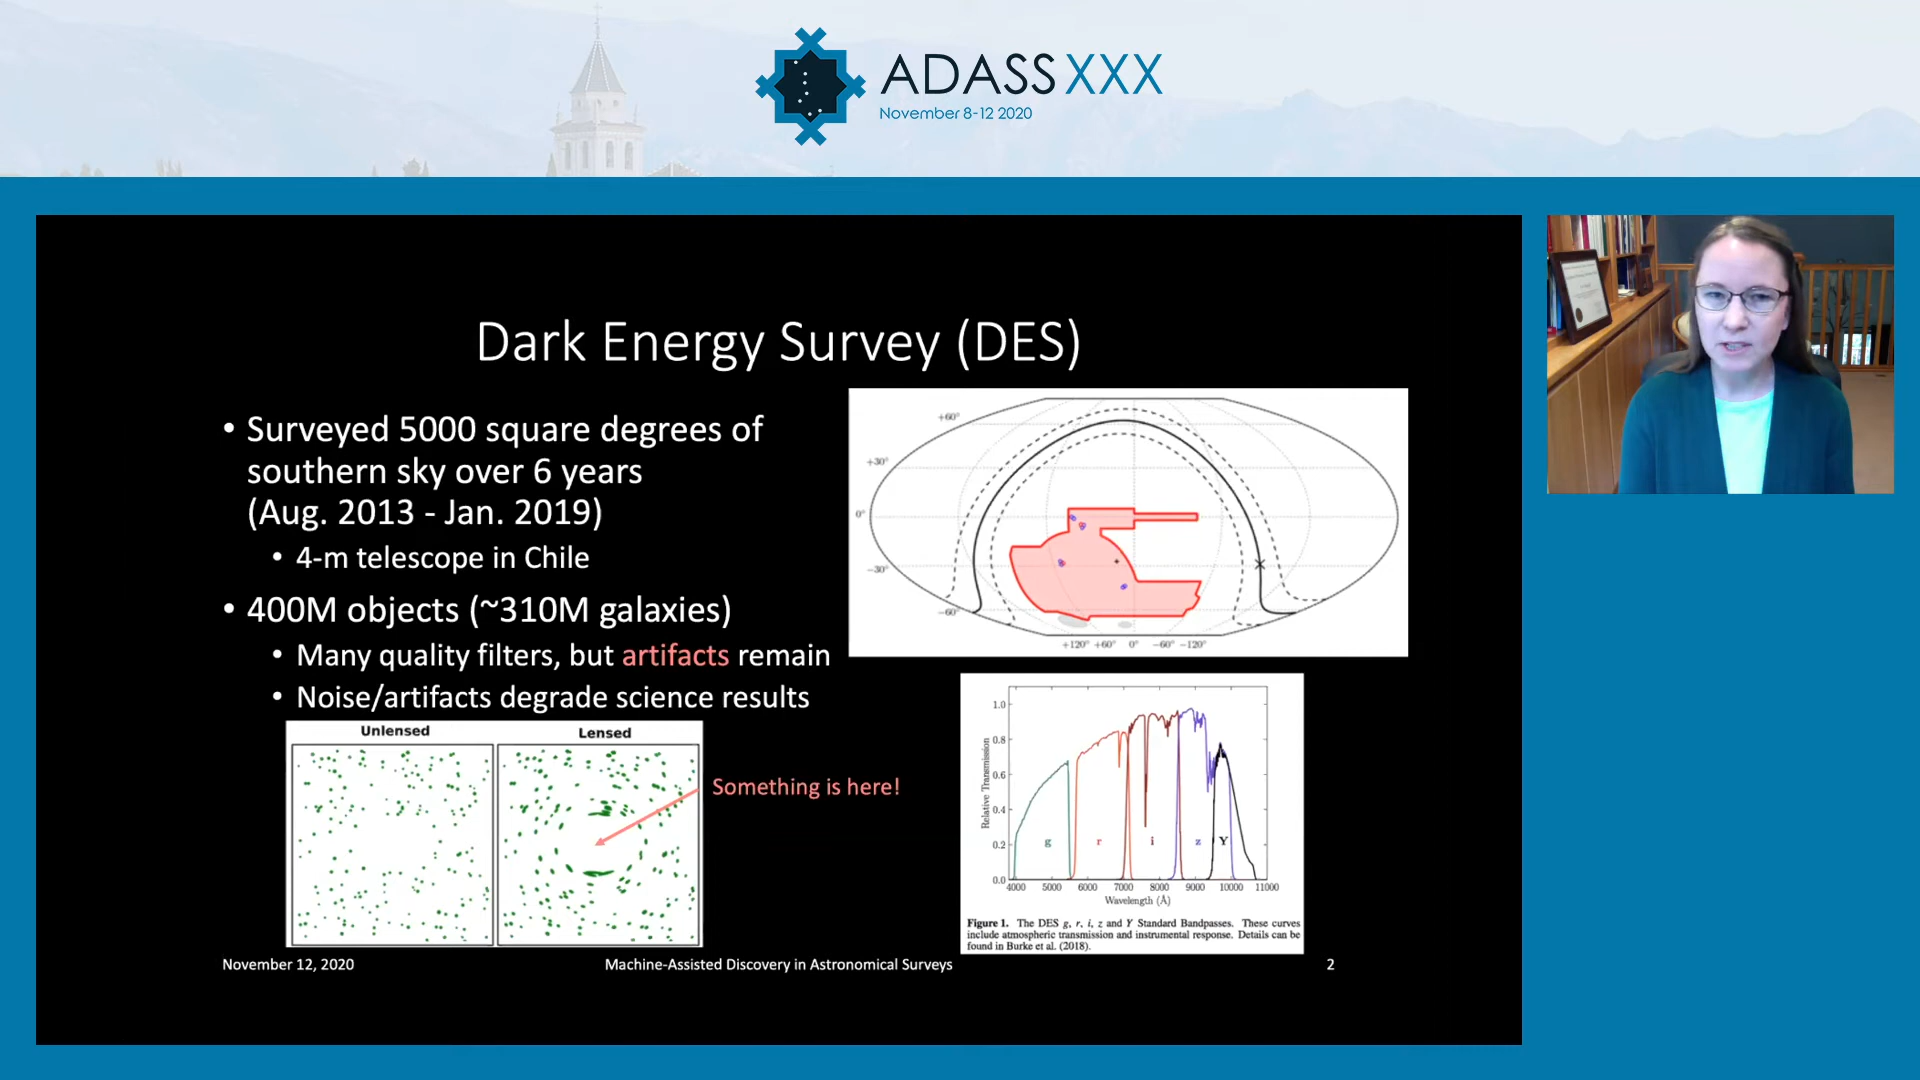 ADASS XXX
November 8-12 2020
Dark Energy Survey (DES)
• Surveyed 5000 square degrees of
southern sky over 6 years
(Aug. 2013 - Jan. 2019)
• 4-m telescope in Chile
• 400M objects (~310M galaxies)
• Many quality filters, but artifacts remain
• Noise/artifacts degrade science results
+60°
+30°
0°
−30°
−60°
+120° +60° 0° −60° −120°
Unlensed
Lensed
Something is here!
1.0
0.8
0.6
0.4
0.2
0.0
Relative Transmission
g r i z Y
4000 5000 6000 7000 8000 9000 10000 11000
Wavelength (Å)
Figure 1. The DES g, r, i, z and Y Standard Bandpasses. These curves
include atmospheric transmission and instrumental response. Details can be
found in Burke et al. (2018).
November 12, 2020
Machine-Assisted Discovery in Astronomical Surveys
2